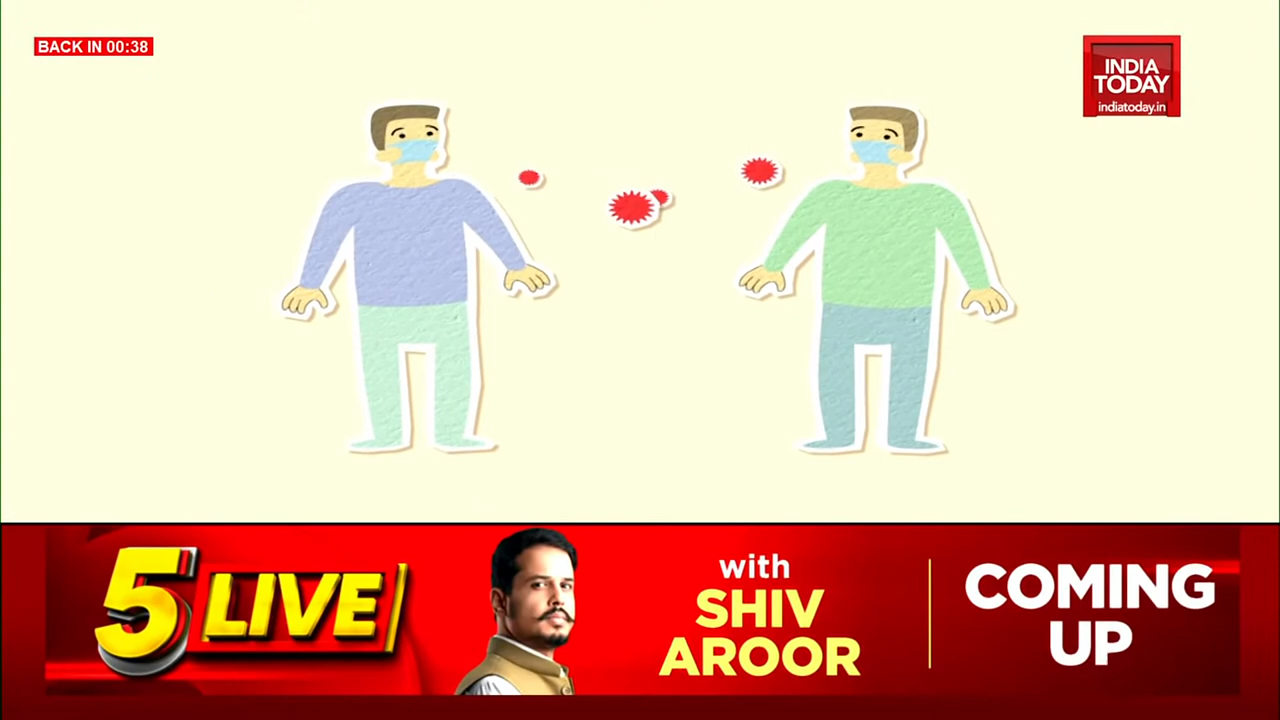 BACK IN 00:38
INDIA
TODAY
indiatoday.in
5 LIVE
with
SHIV
AROOR
COMING
UP